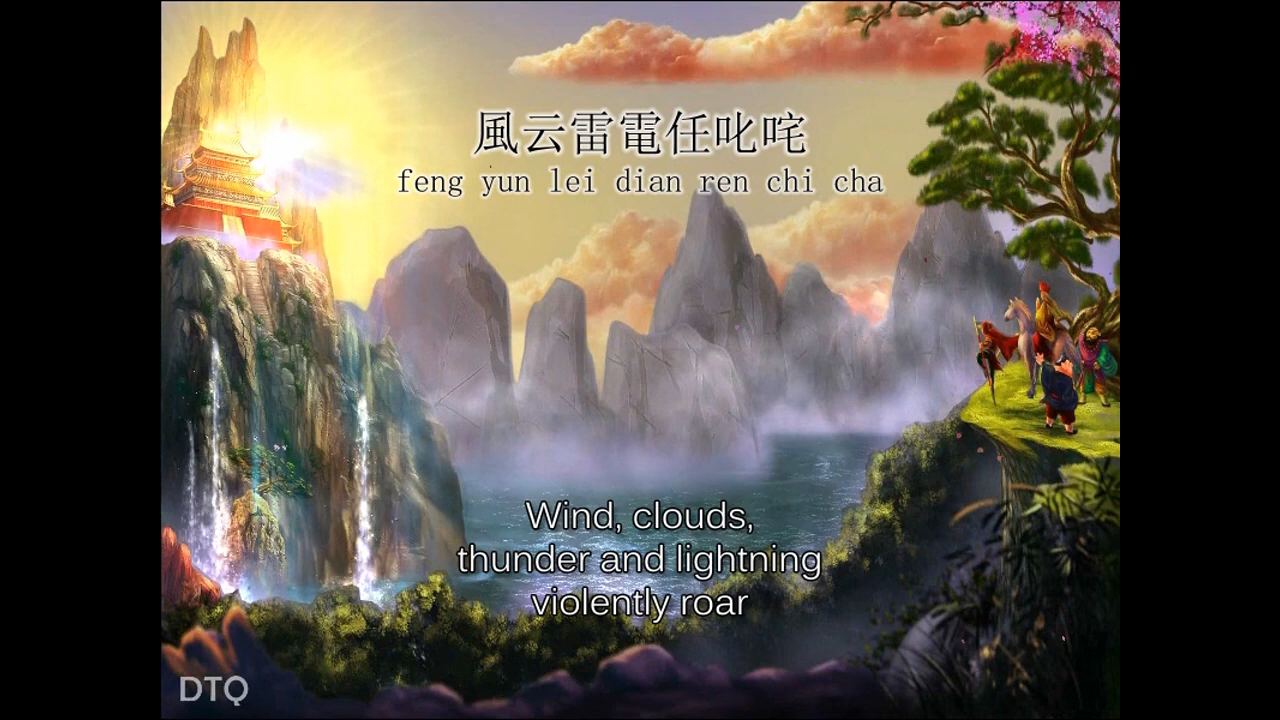 風云雷電任叱咤
feng yun lei dian ren chi cha
Wind, clouds,
thunder and lightning
violently roar
DTQ